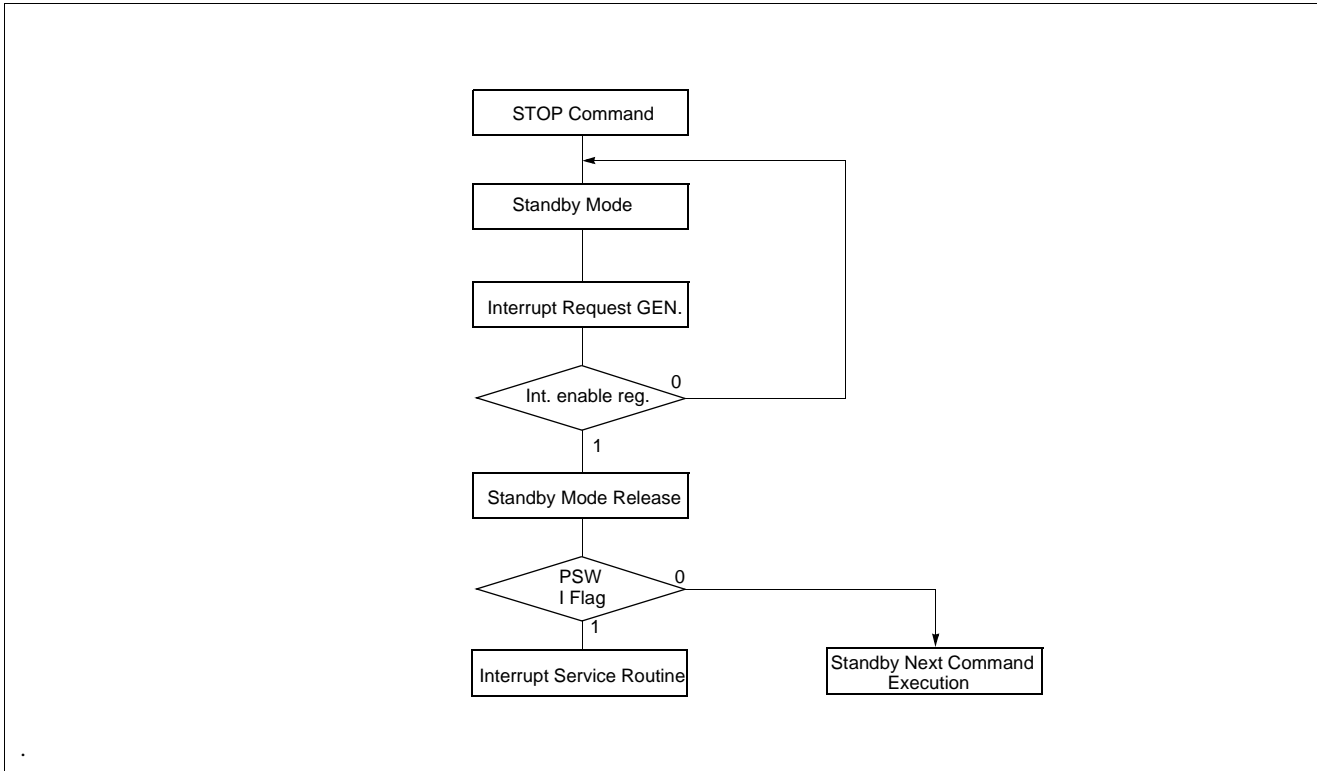 STOP Command
Standby Mode
Interrupt Request GEN.
Int. enable reg.
0
1
Standby Mode Release
PSW
I Flag
0
1
Interrupt Service Routine
Standby Next Command
Execution
.